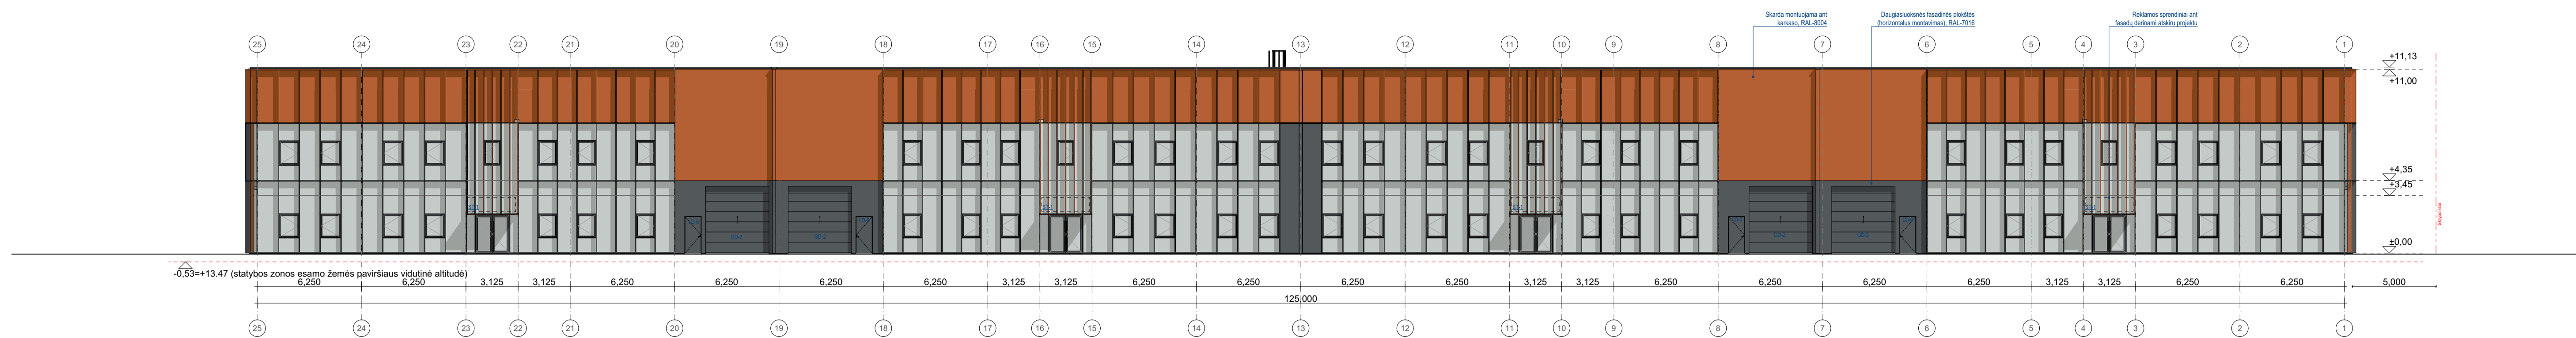 Skarda montuojama ant
karkaso, RAL-8004
Daugiasluoksnės fasadinės plokštės
(horizontalus montavimas), RAL-7016
Reklamos sprendiniai ant
fasadų derinami atskiru projektu
25 24 23 22 21 20 19 18 17 16 15 14 13 12 11 10 9 8 7 6 5 4 3 2 1
+11,13
+11,00
+4,35
+3,45
±0,00
-0,53=+13.47 (statybos zonos esamo žemės paviršiaus vidutinė altitudė)
6,250 6,250 3,125 3,125 6,250 6,250 6,250 6,250 3,125 3,125 6,250 6,250 6,250 6,250 3,125 3,125 6,250 6,250 6,250 6,250 3,125 3,125 6,250 6,250 5,000
125,000
25 24 23 22 21 20 19 18 17 16 15 14 13 12 11 10 9 8 7 6 5 4 3 2 1